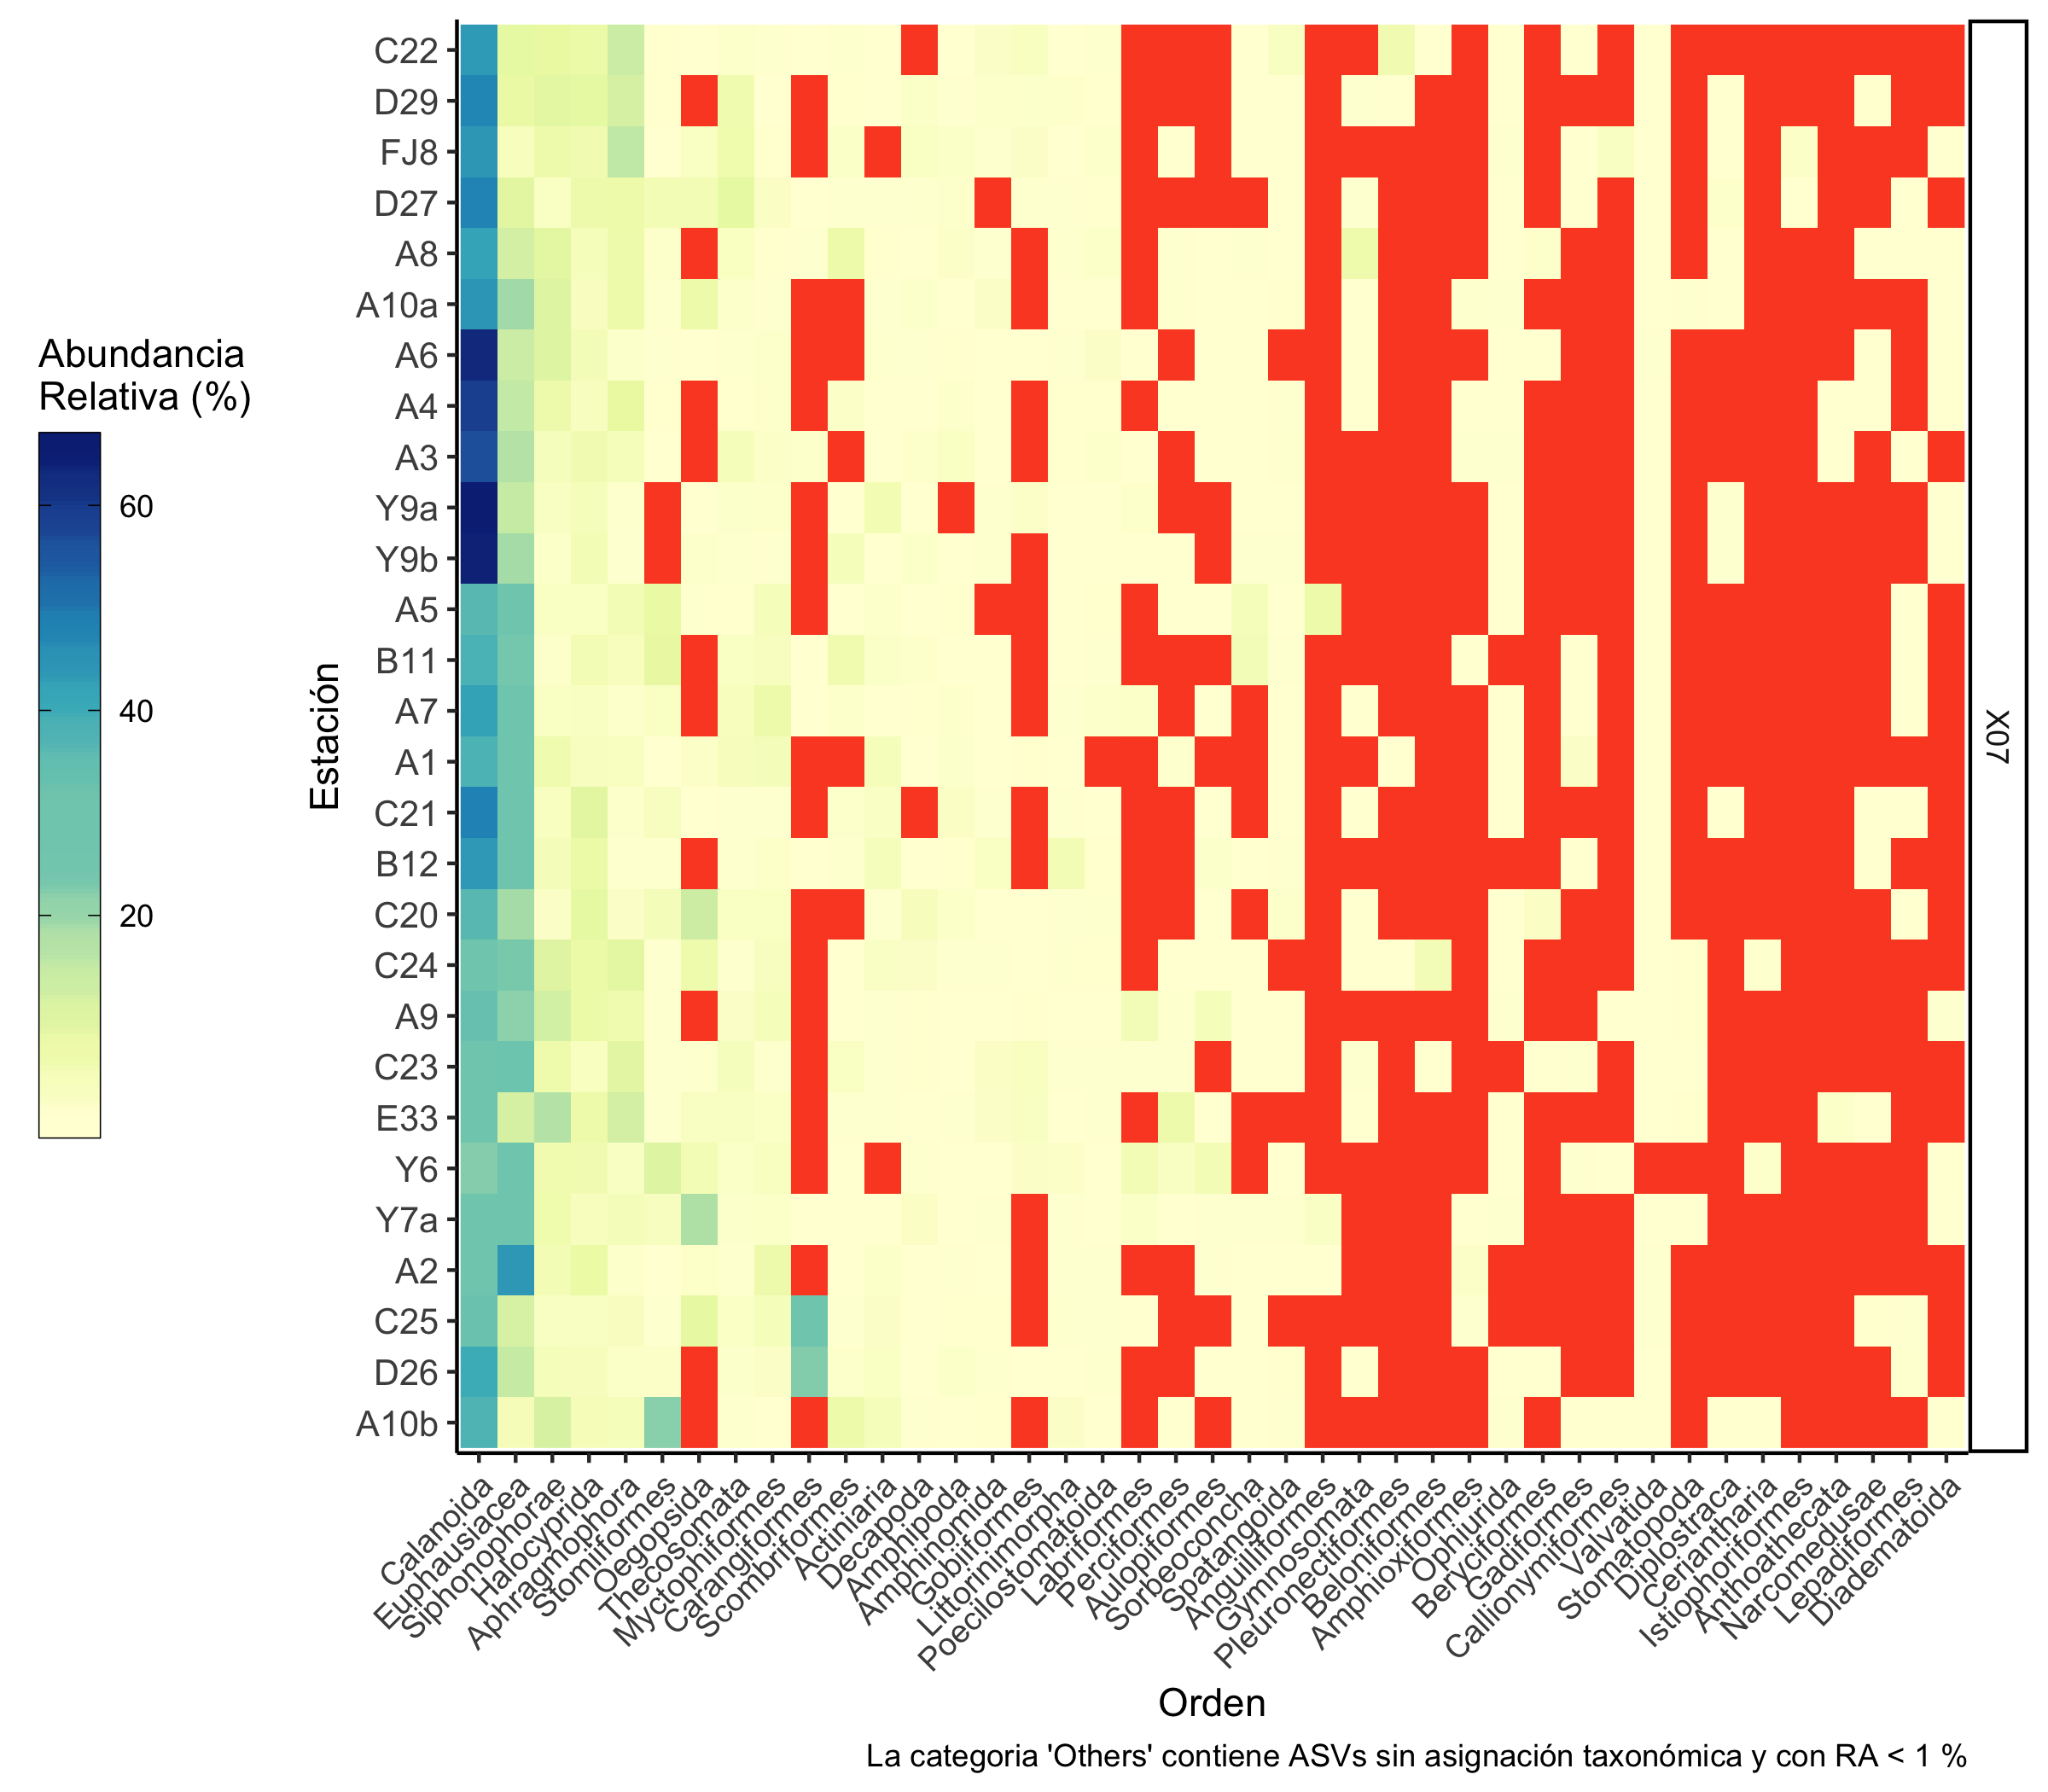 Abundancia
Relativa (%)
60
40
20
Estación
C22
D29
FJ8
D27
A8
A10a
A6
A4
A3
Y9a
Y9b
A5
B11
A7
A1
C21
B12
C20
C24
A9
C23
E33
Y6
Y7a
A2
C25
D26
A10b
X07
Calanoida
Euphausiacea
Siphonophorae
Halocyprida
Aphragmophora
Stomiiformes
Oegopsida
Thecosomata
Myctophiformes
Carangiformes
Scombriformes
Actiniaria
Decapoda
Amphipoda
Amphinomida
Gobiiformes
Littorinimorpha
Poecilostomatoida
Labriformes
Perciformes
Aulopiformes
Sorbeoconcha
Spatangoida
Anguilliformes
Gymnosomata
Pleuronectiformes
Beloniformes
Amphioxiformes
Ophiurida
Beryciformes
Gadiformes
Callionymiformes
Valvatida
Stomatopoda
Diplostraca
Ceriantharia
Istiophoriformes
Anthoathecata
Narcomedusae
Lepadiformes
Diadematoida
Orden
La categoria 'Others' contiene ASVs sin asignación taxonómica y con RA < 1 %